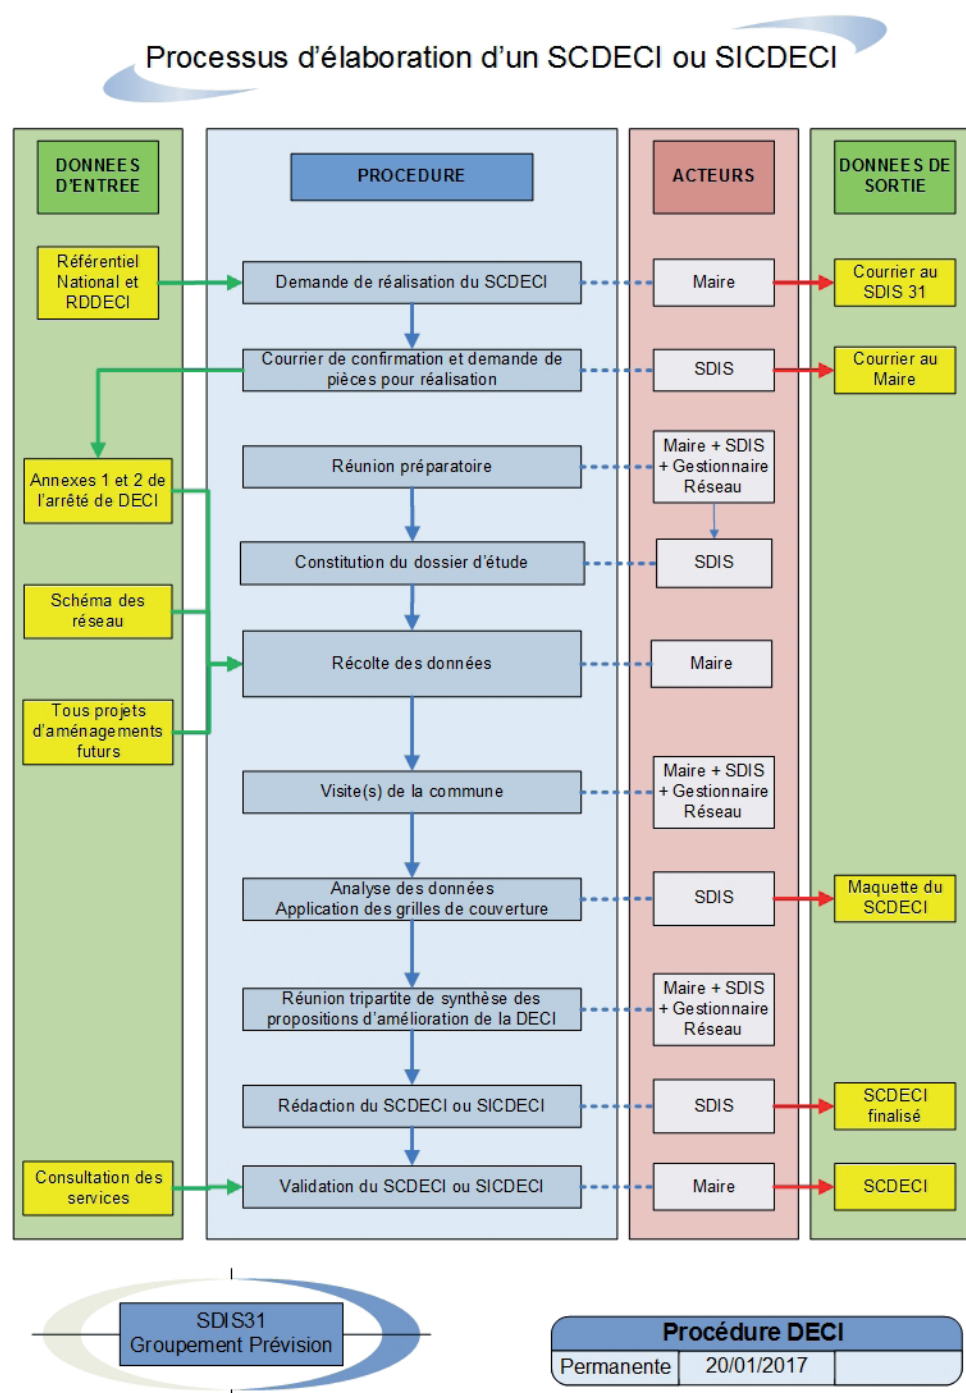 Processus d'élaboration d'un SCDECI ou SICDECI
DONNEES
D'ENTREE
PROCEDURE
ACTEURS
DONNEES DE
SORTIE
Référentiel
National et
RDDECI
Demande de réalisation du SCDECI
Maire
Courrier au
SDIS 31
Courrier de confirmation et demande de
pièces pour réalisation
SDIS
Courrier au
Maire
Annexes 1 et 2 de
l'arrêté de DECI
Réunion préparatoire
Maire + SDIS
+ Gestionnaire
Réseau
Constitution du dossier d'étude
SDIS
Schéma des
réseau
Récolte des données
Maire
Tous projets
d'aménagements
futurs
Visite(s) de la commune
Maire + SDIS
+ Gestionnaire
Réseau
Analyse des données
Application des grilles de couverture
SDIS
Maquette du
SCDECI
Réunion tripartite de synthèse des
propositions d'amélioration de la DECI
Maire + SDIS
+ Gestionnaire
Réseau
Rédaction du SCDECI ou SICDECI
SDIS
SCDECI
finalisé
Consultation des
services
Validation du SCDECI ou SICDECI
Maire
SCDECI
SDIS31
Groupement Prévision
Procédure DECI
Permanente 20/01/2017